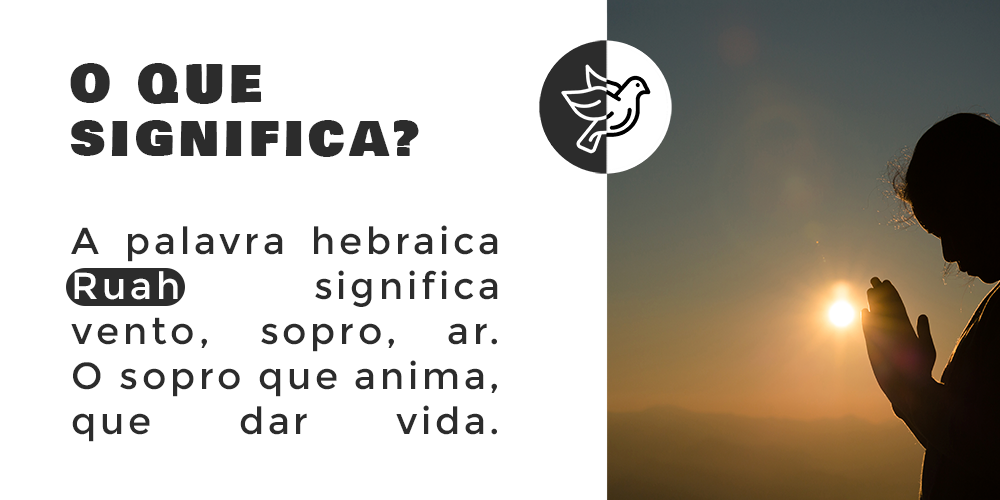 O QUE
SIGNIFICA?
A palavra hebraica
Ruah significa
vento, sopro, ar.
O sopro que anima,
que dar vida.